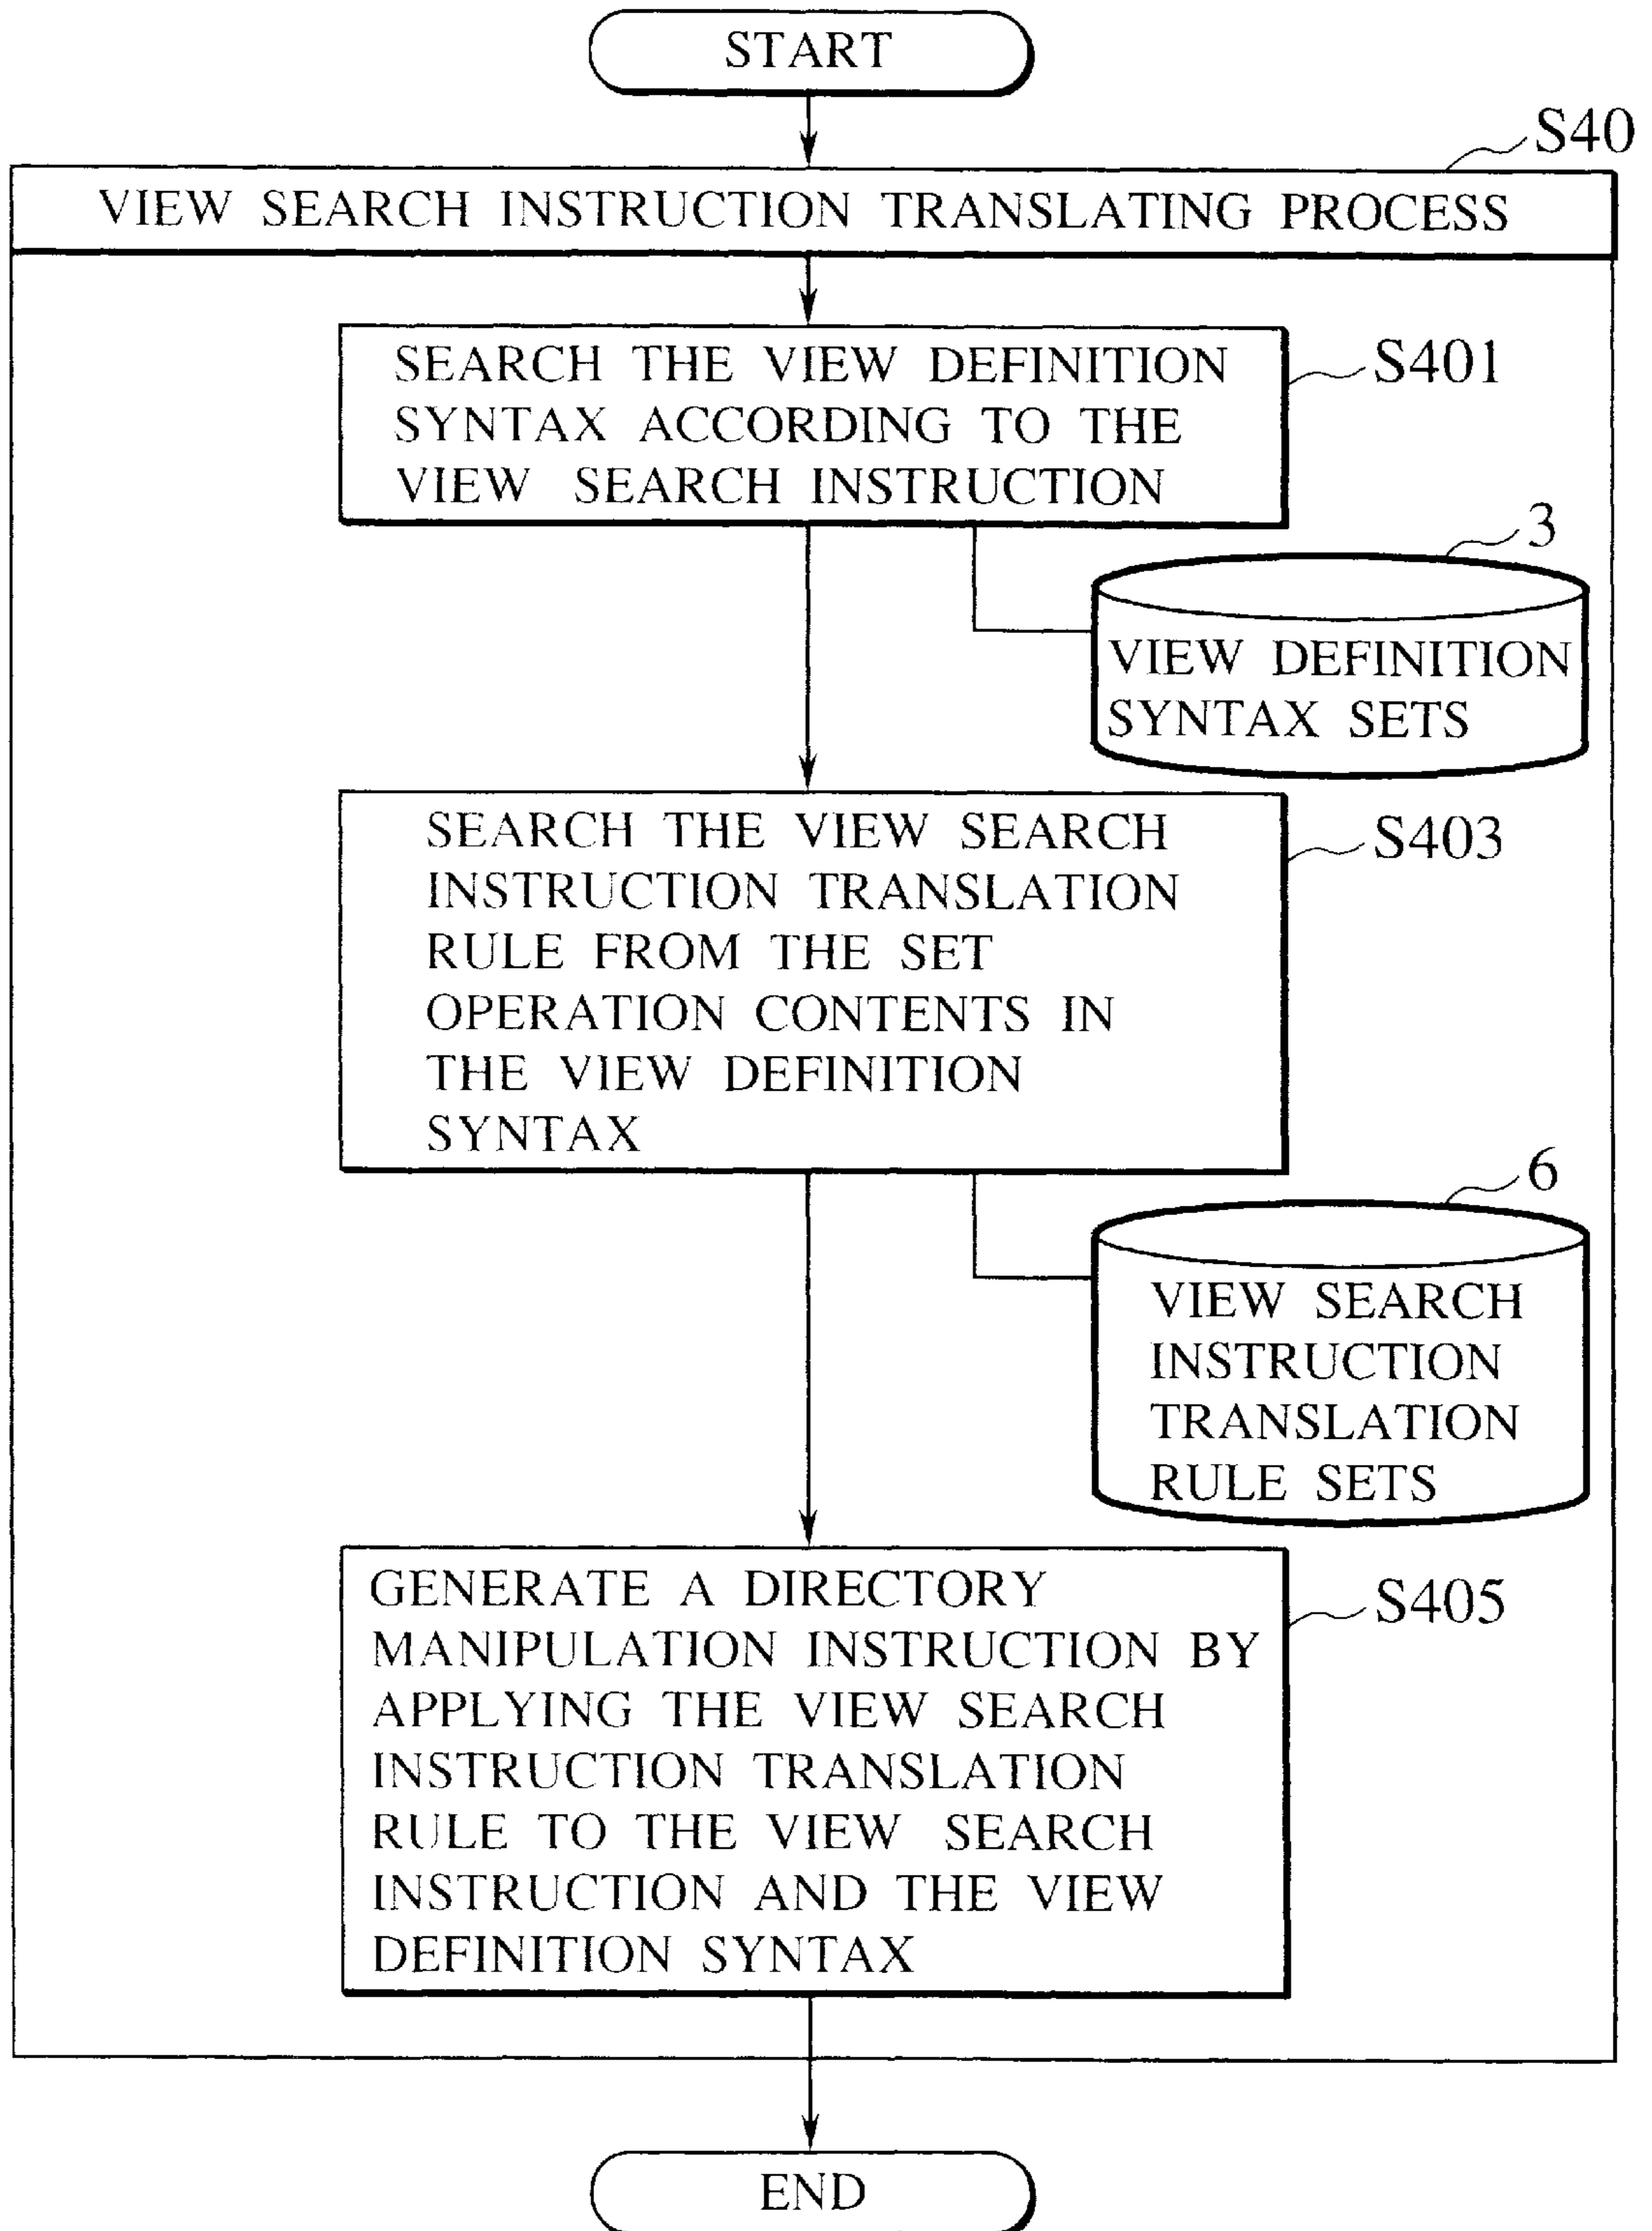 START
S40
VIEW SEARCH INSTRUCTION TRANSLATING PROCESS
SEARCH THE VIEW DEFINITION
SYNTAX ACCORDING TO THE
VIEW SEARCH INSTRUCTION
S401
3
VIEW DEFINITION
SYNTAX SETS
SEARCH THE VIEW SEARCH
INSTRUCTION TRANSLATION
RULE FROM THE SET
OPERATION CONTENTS IN
THE VIEW DEFINITION
SYNTAX
S403
6
VIEW SEARCH
INSTRUCTION
TRANSLATION
RULE SETS
GENERATE A DIRECTORY
MANIPULATION INSTRUCTION BY
APPLYING THE VIEW SEARCH
INSTRUCTION TRANSLATION
RULE TO THE VIEW SEARCH
INSTRUCTION AND THE VIEW
DEFINITION SYNTAX
S405
END